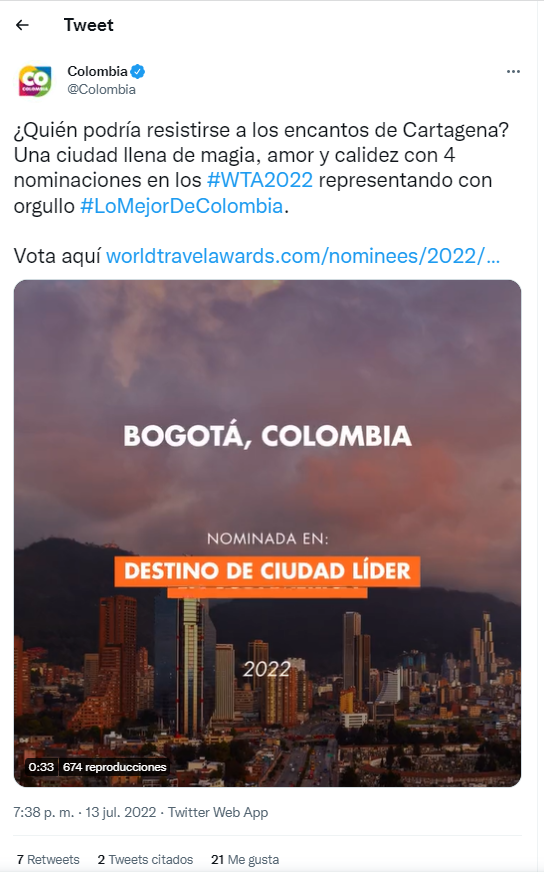 Tweet
CO
COLOMBIA
Colombia
@Colombia
¿Quién podría resistirse a los encantos de Cartagena?
Una ciudad llena de magia, amor y calidez con 4
nominaciones en los #WTA2022 representando con
orgullo #LoMejorDeColombia.
Vota aquí worldtravelawards.com/nominees/2022/...
BOGOTÁ, COLOMBIA
NOMINADA EN:
DESTINO DE CIUDAD LÍDER
2022
0:33 674 reproducciones
7:38 p. m. · 13 jul. 2022 · Twitter Web App
7 Retweets 2 Tweets citados 21 Me gusta